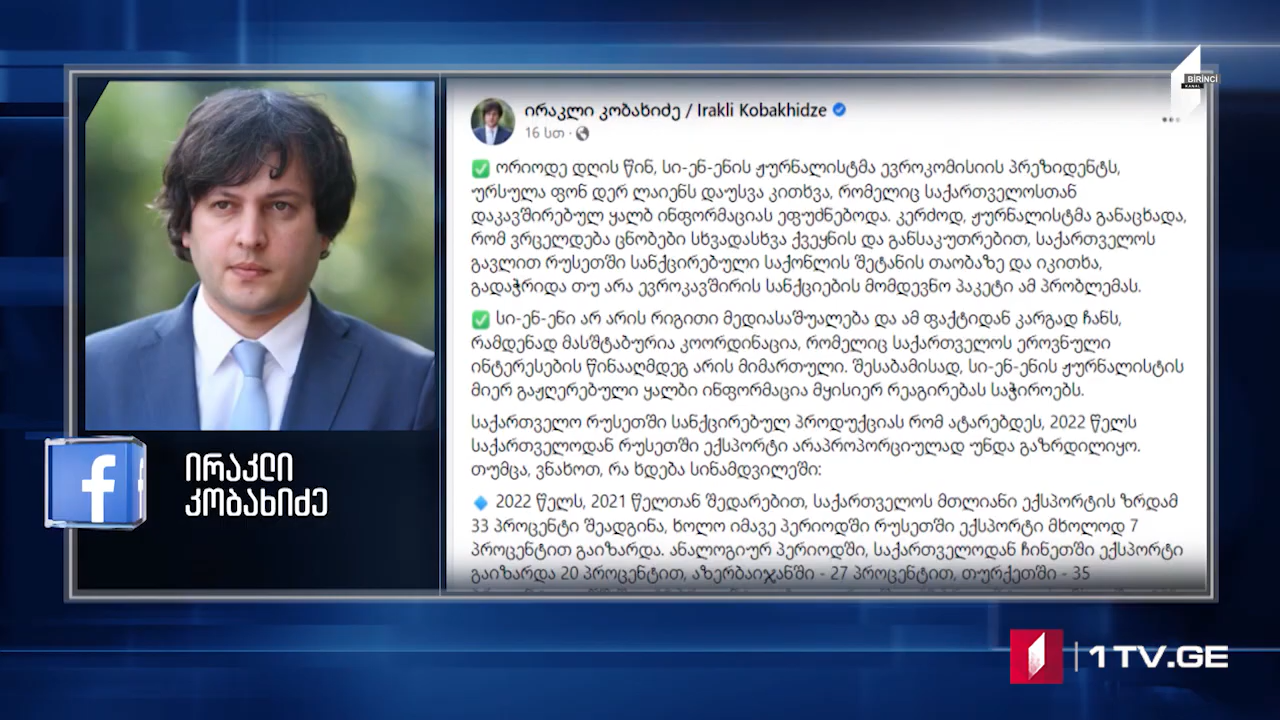 BİRİNCİ
KANAL
ირაკლი კობახიძე / Irakli Kobakhidze
16 სთ ·
✅ ორიოდე დღის წინ, სი-ენ-ენის ჟურნალისტმა ევროკომისიის პრეზიდენტს,
ურსულა ფონ დერ ლაიენს დაუსვა კითხვა, რომელიც საქართველოსთან
დაკავშირებულ ყალბ ინფორმაციას ეფუძნებოდა. კერძოდ, ჟურნალისტმა განაცხადა,
რომ ვრცელდება ცნობები სხვადასხვა ქვეყნის და განსაკუთრებით, საქართველოს
გავლით რუსეთში სანქცირებული საქონლის შეტანის თაობაზე და იკითხა,
გადაჭრიდა თუ არა ევროკავშირის სანქციების მომდევნო პაკეტი ამ პრობლემას.
✅ სი-ენ-ენი არ არის რიგითი მედიასაშუალება და ამ ფაქტიდან კარგად ჩანს,
რამდენად მასშტაბურია კოორდინაცია, რომელიც საქართველოს ეროვნული
ინტერესების წინააღმდეგ არის მიმართული. შესაბამისად, სი-ენ-ენის ჟურნალისტის
მიერ გაჟღერებული ყალბი ინფორმაცია მყისიერ რეაგირებას საჭიროებს.
საქართველო რუსეთში სანქცირებულ პროდუქციას რომ ატარებდეს, 2022 წელს
საქართველოდან რუსეთში ექსპორტი არაპროპორციულად უნდა გაზრდილიყო.
თუმცა, ვნახოთ, რა ხდება სინამდვილეში:
🔹 2022 წელს, 2021 წელთან შედარებით, საქართველოს მთლიანი ექსპორტის ზრდამ
33 პროცენტი შეადგინა, ხოლო იმავე პერიოდში რუსეთში ექსპორტი მხოლოდ 7
პროცენტით გაიზარდა. ანალოგიურ პერიოდში, საქართველოდან ჩინეთში ექსპორტი
გაიზარდა 20 პროცენტით, აზერბაიჯანში - 27 პროცენტით, თურქეთში - 35
ირაკლი
კობახიძე
1TV.GE